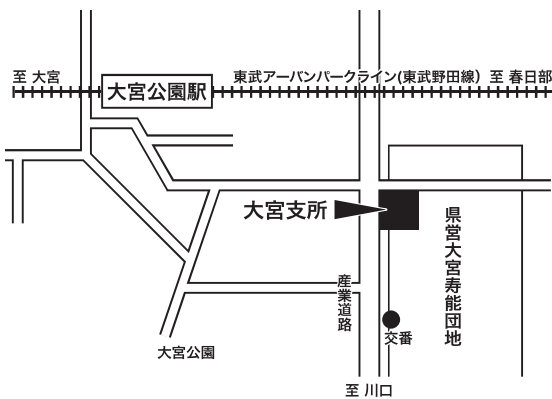 至 大宮
大宮公園駅
東武アーバンパークライン(東武野田線) 至 春日部
大宮支所
県営大宮寿能団地
産業道路
交番
大宮公園
至 川口